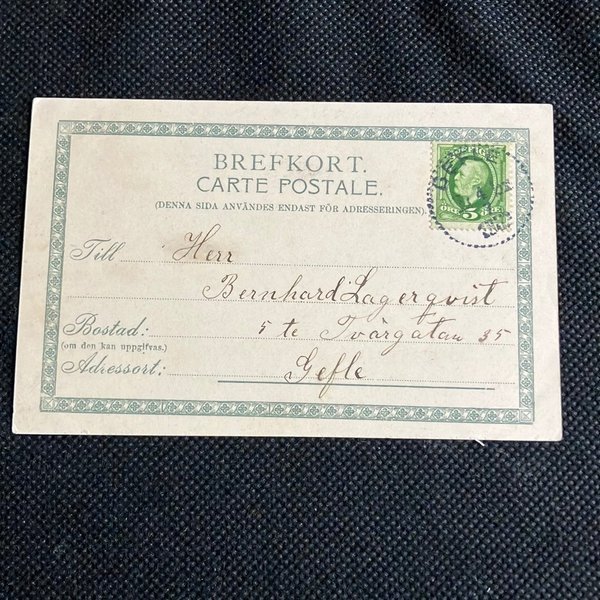 BREFKORT.
CARTE POSTALE.
(DENNA SIDA ANVÄNDES ENDAST FÖR ADRESSERINGEN)
Till Herr
Bernhard Lagerqvist
Bostad: 5 te Tvärgatan 35
(om den kan uppgifvas.)
Adressort: Gefle
5